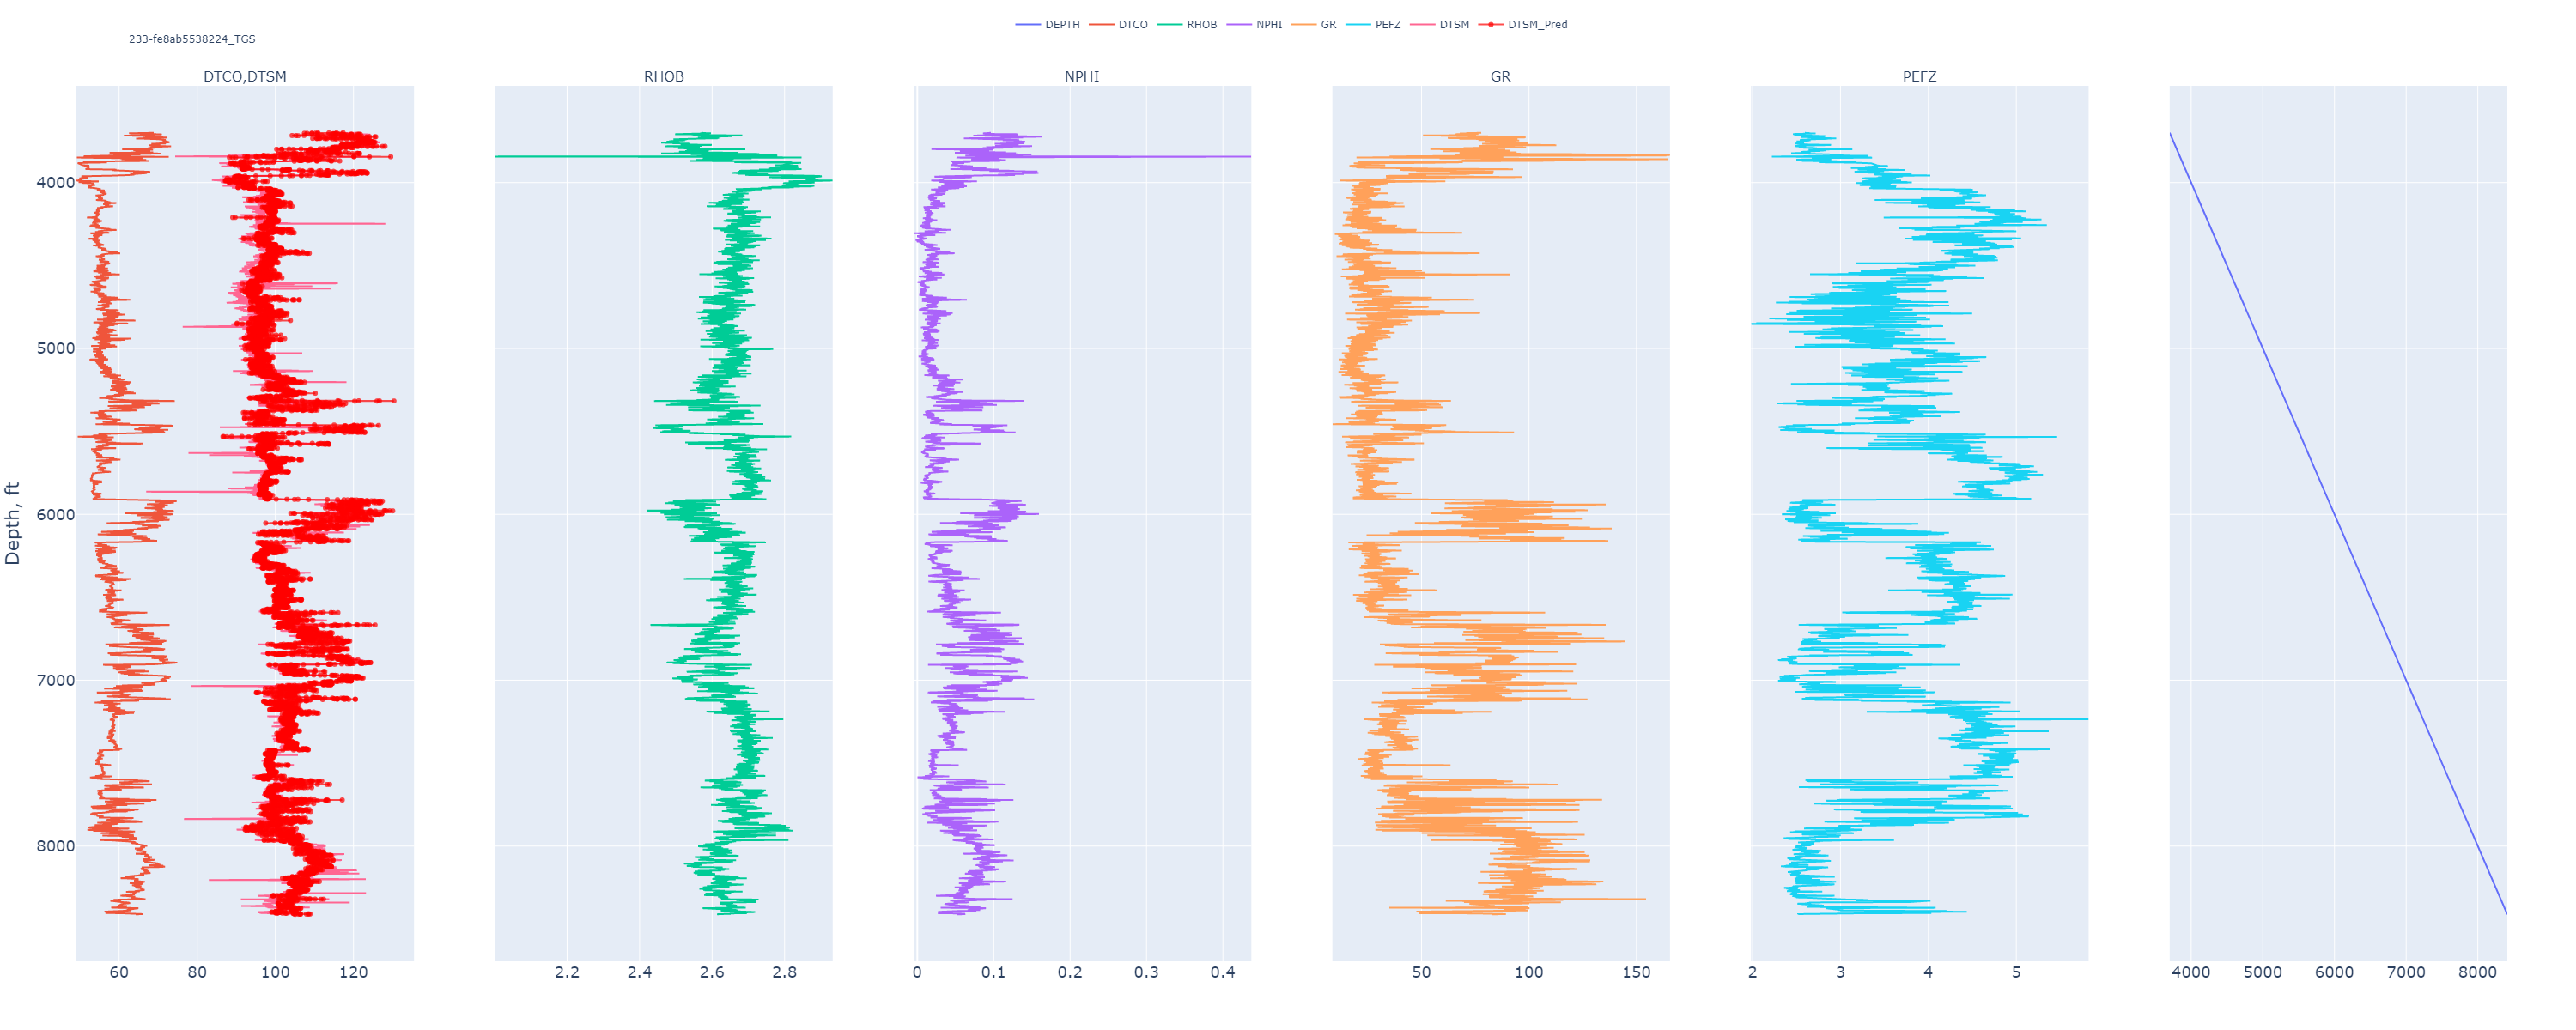 DEPTH DTCO RHOB NPHI GR PEFZ DTSM DTSM_Pred
233-fe8ab5538224_TGS
DTCO,DTSM RHOB NPHI GR PEFZ
4000
5000
6000
7000
8000
Depth, ft
60 80 100 120 2.2 2.4 2.6 2.8 0 0.1 0.2 0.3 0.4 50 100 150 2 3 4 5 4000 5000 6000 7000 8000